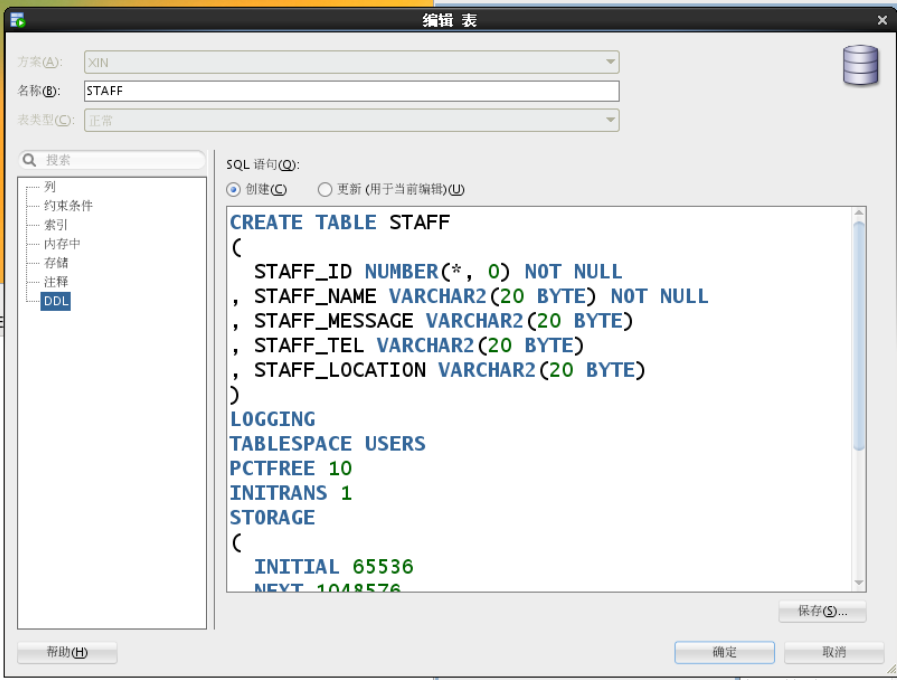 编辑 表
方案(A): XIN
名称(B): STAFF
表类型(C): 正常
搜索
列
约束条件
索引
内存中
存储
注释
DDL
SQL 语句(Q):
创建(C) 更新 (用于当前编辑)(U)
CREATE TABLE STAFF
(
STAFF_ID NUMBER(*, 0) NOT NULL
, STAFF_NAME VARCHAR2(20 BYTE) NOT NULL
, STAFF_MESSAGE VARCHAR2(20 BYTE)
, STAFF_TEL VARCHAR2(20 BYTE)
, STAFF_LOCATION VARCHAR2(20 BYTE)
)
LOGGING
TABLESPACE USERS
PCTFREE 10
INITRANS 1
STORAGE
(
INITIAL 65536
NEXT 1048576
保存(S)...
帮助(H) 确定 取消